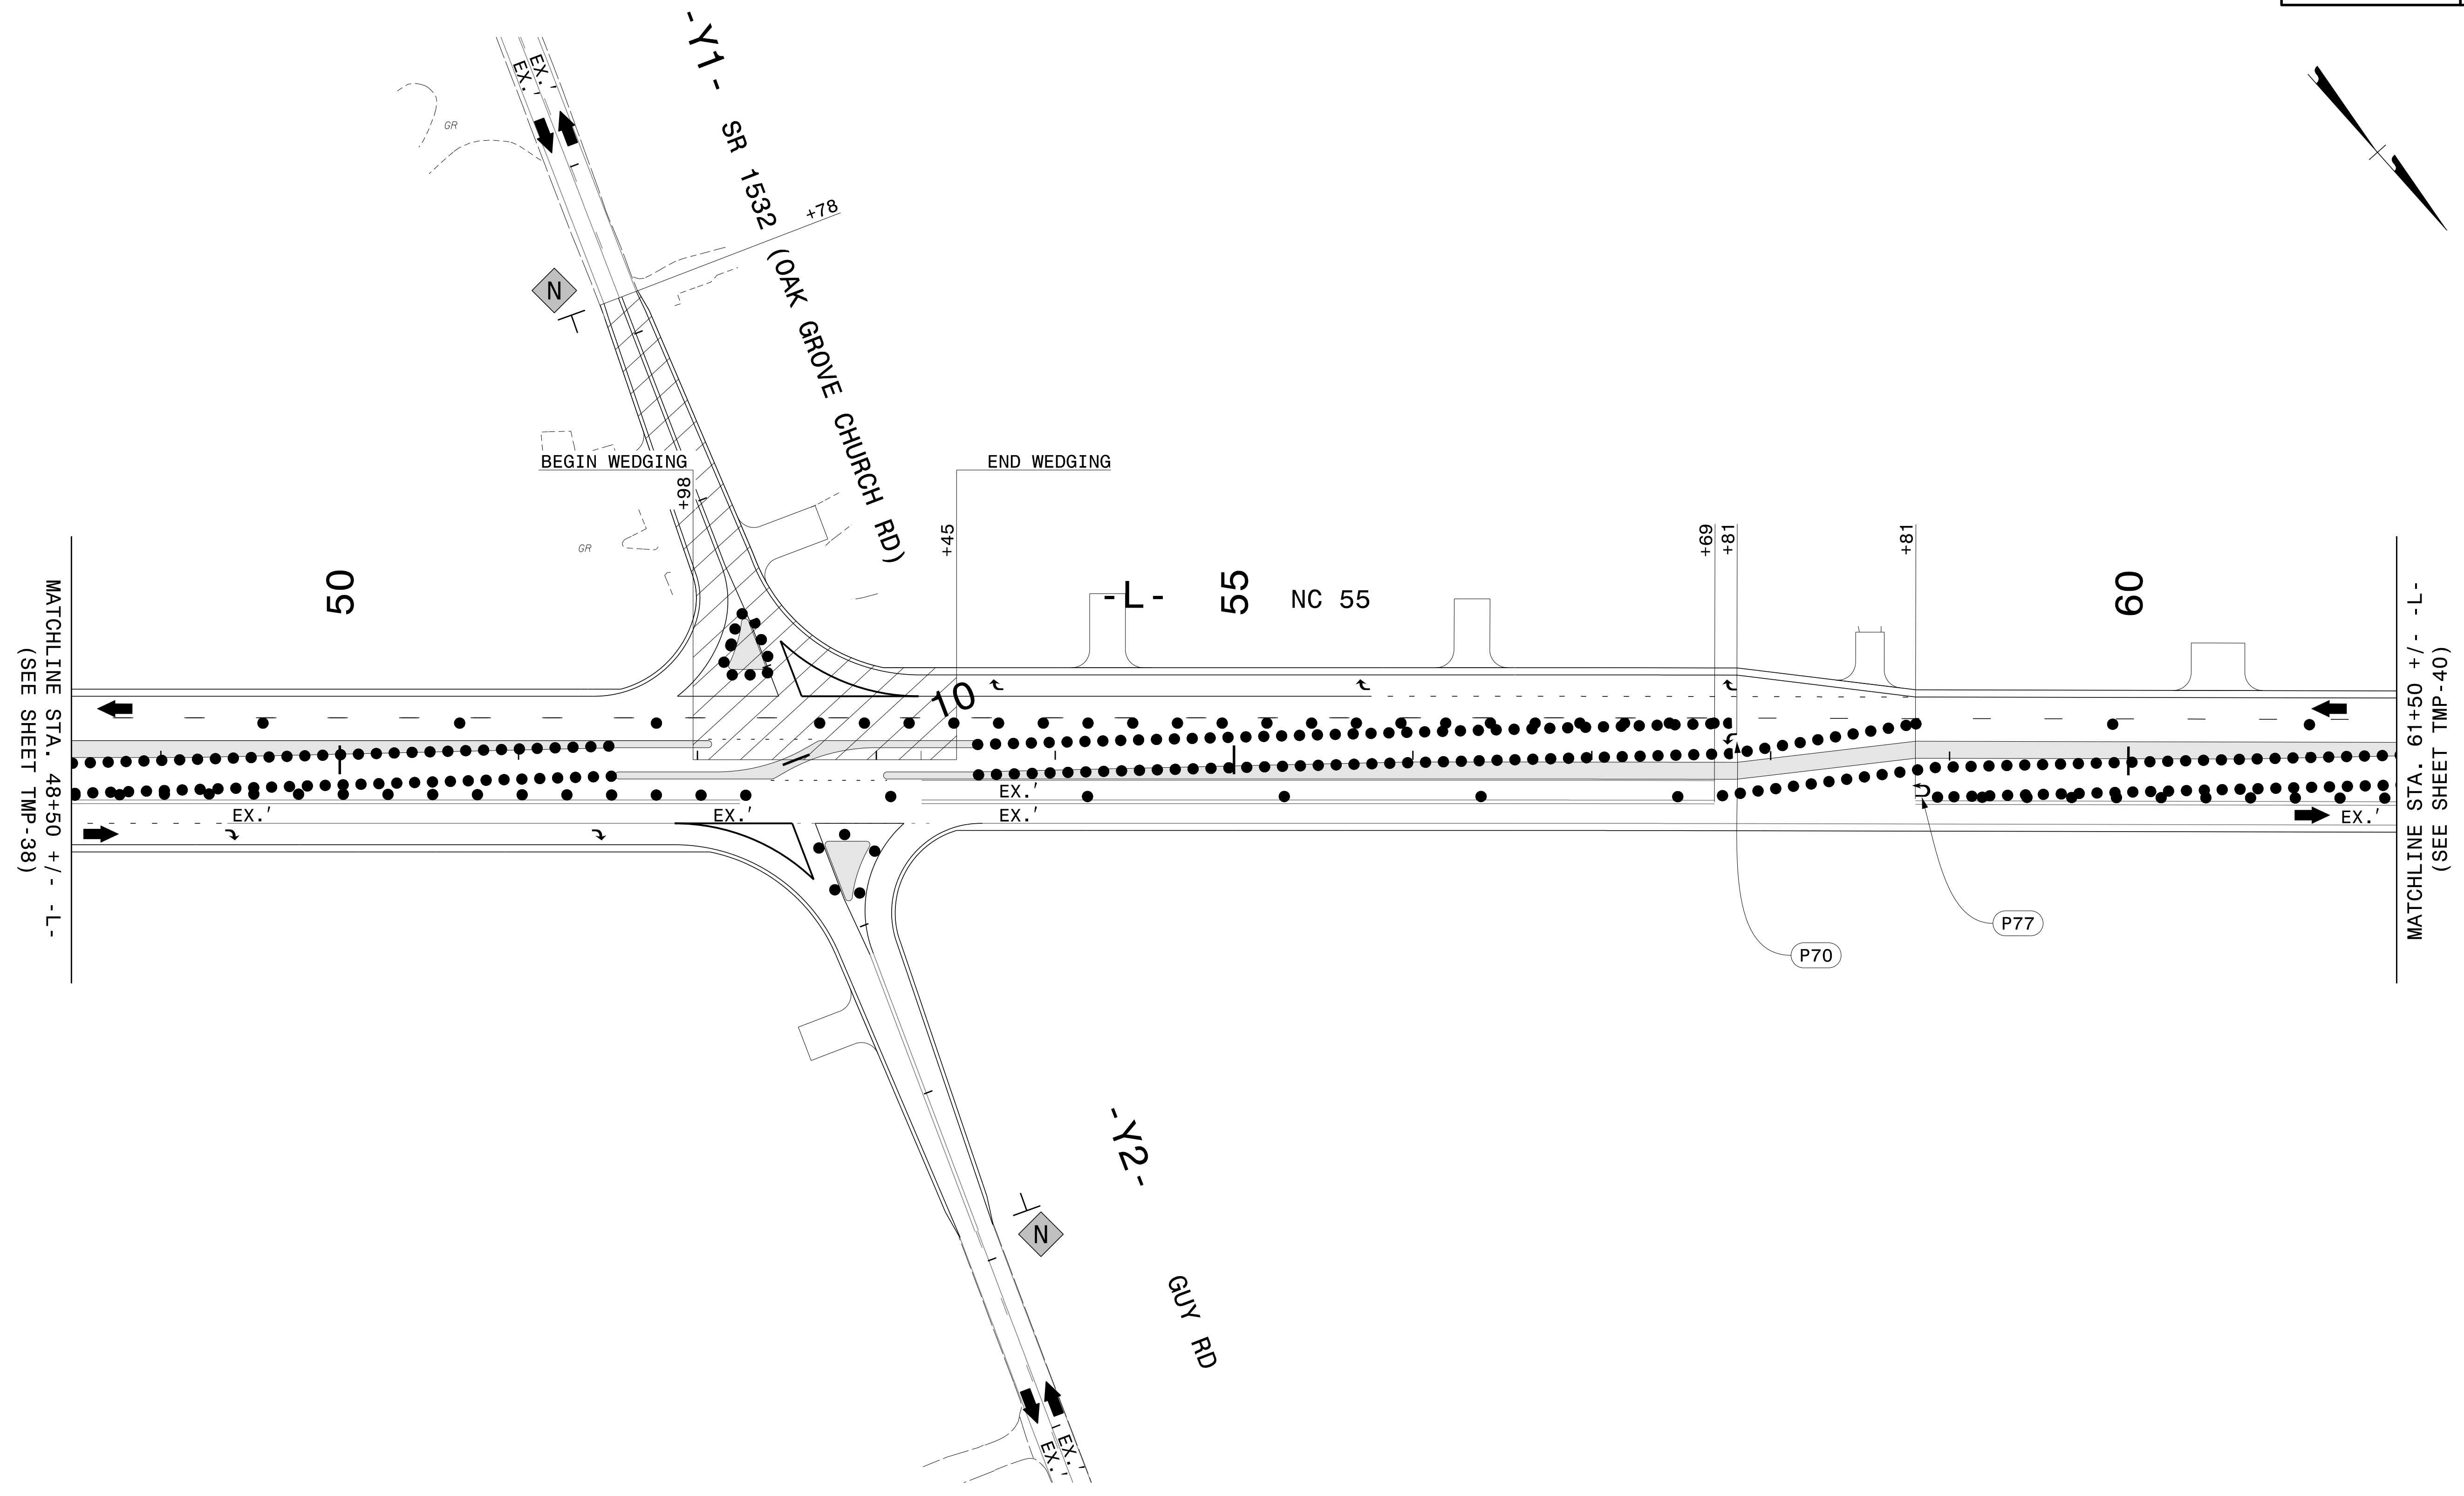 -Y1-
SR 1532 (OAK GROVE CHURCH RD)
EX.'
EX.'
GR
+78
N
BEGIN WEDGING
END WEDGING
+98
+45
+69
+81
+81
GR
50
-L-
55
NC 55
60
10
MATCHLINE STA. 48+50 +/- -L-
(SEE SHEET TMP-38)
MATCHLINE STA. 61+50 +/- -L-
(SEE SHEET TMP-40)
EX.'
EX.'
EX.'
EX.'
EX.'
P77
P70
-Y2-
GUY RD
N
EX.'
EX.'